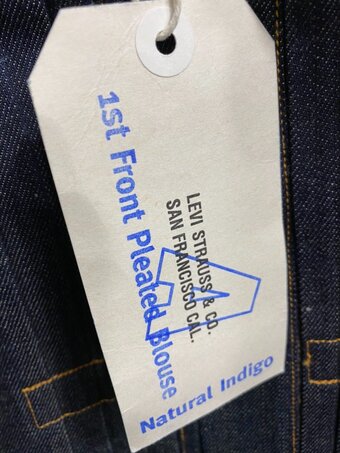 1st Front Pleated Blouse
LEVI STRAUSS & CO.
SAN FRANCISCO CAL.
Natural Indigo